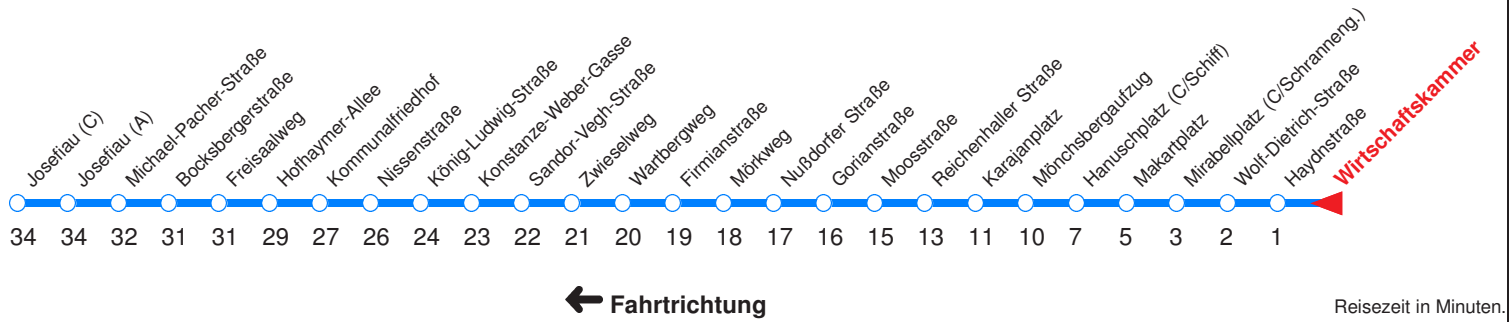 Josefiau (C)
Josefiau (A)
Michael-Pacher-Straße
Bocksbergerstraße
Freisaalweg
Hofhaymer-Allee
Kommunalfriedhof
Nissenstraße
König-Ludwig-Straße
Konstanze-Weber-Gasse
Sandor-Vegh-Straße
Zwieselweg
Wartbergweg
Firmianstraße
Mörkweg
Nußdorfer Straße
Gorianstraße
Moosstraße
Reichenhaller Straße
Karajanplatz
Mönchsbergaufzug
Hanuschplatz (C/Schiff)
Makartplatz
Mirabellplatz (C/Schranneng.)
Wolf-Dietrich-Straße
Haydnstraße
Wirtschaftskammer
34 34 32 31 31 29 27 26 24 23 22 21 20 19 18 17 16 15 13 11 10 7 5 3 2 1
Fahrtrichtung
Reisezeit in Minuten.